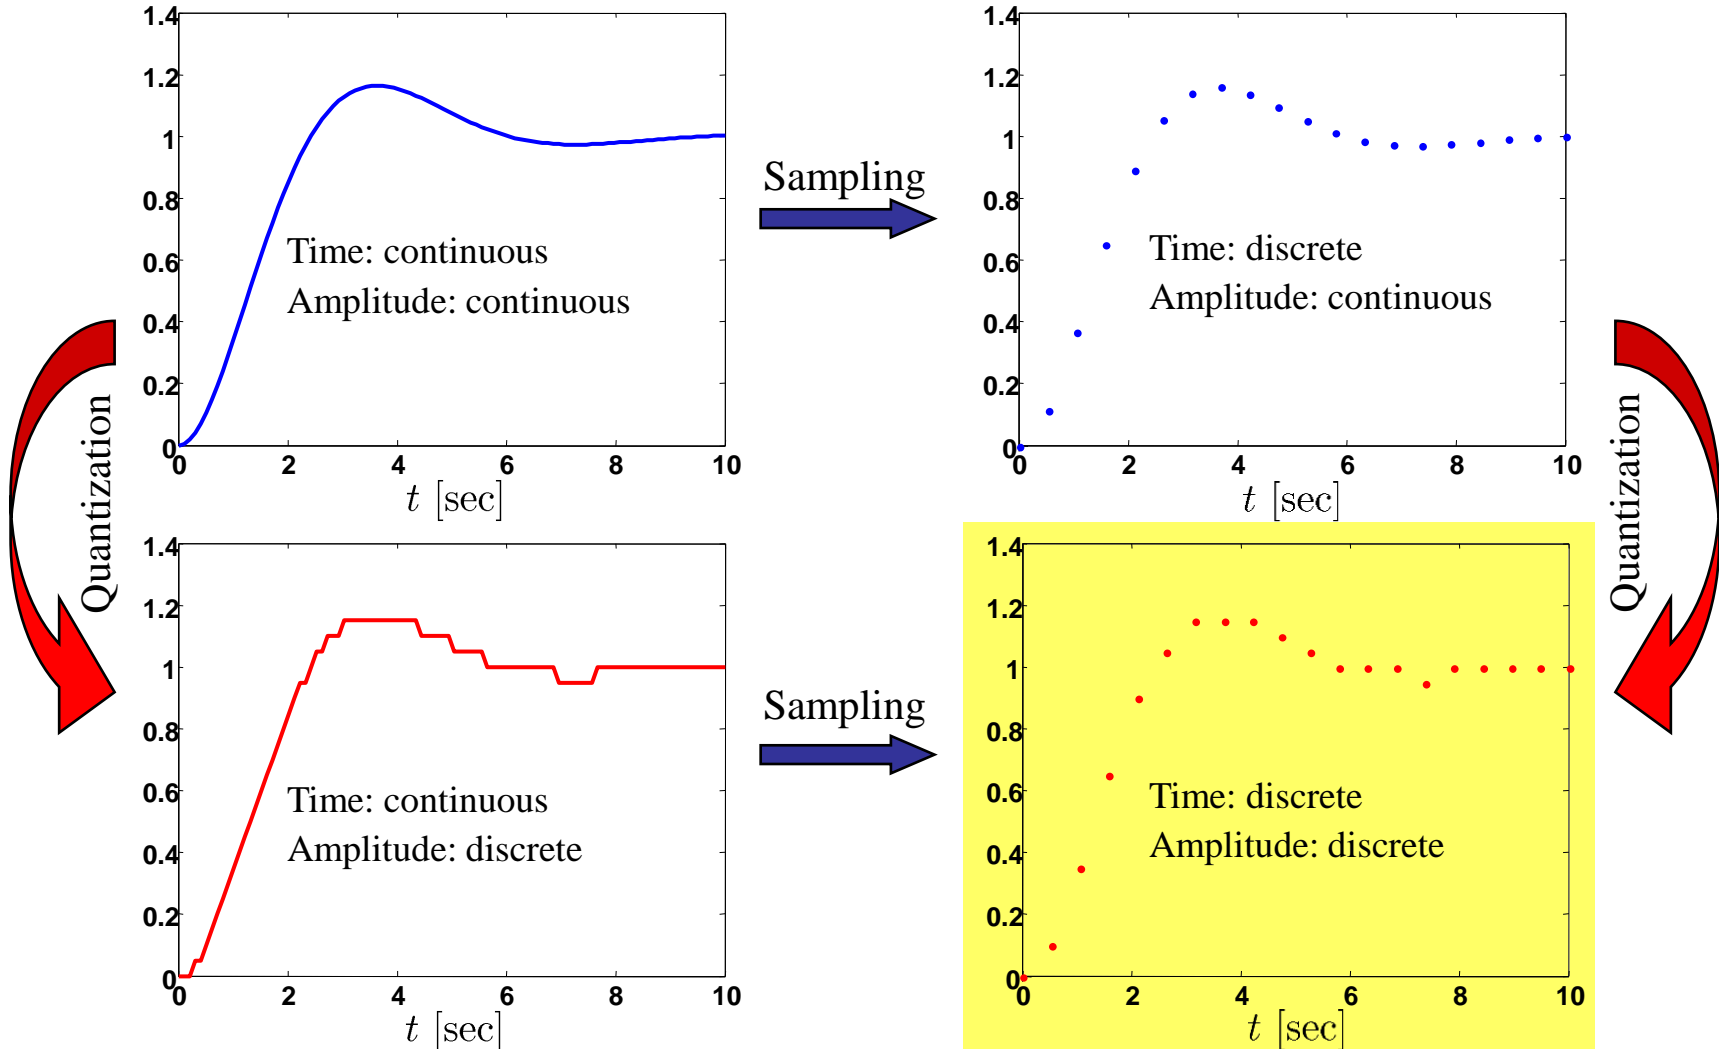 1.4
1.2
1
0.8
0.6
0.4
0.2
0
0 2 4 6 8 10
t [sec]
Time: continuous
Amplitude: continuous
Sampling
1.4
1.2
1
0.8
0.6
0.4
0.2
0
0 2 4 6 8 10
t [sec]
Time: discrete
Amplitude: continuous
Quantization
Quantization
1.4
1.2
1
0.8
0.6
0.4
0.2
0
0 2 4 6 8 10
t [sec]
Time: continuous
Amplitude: discrete
Sampling
1.4
1.2
1
0.8
0.6
0.4
0.2
0
0 2 4 6 8 10
t [sec]
Time: discrete
Amplitude: discrete